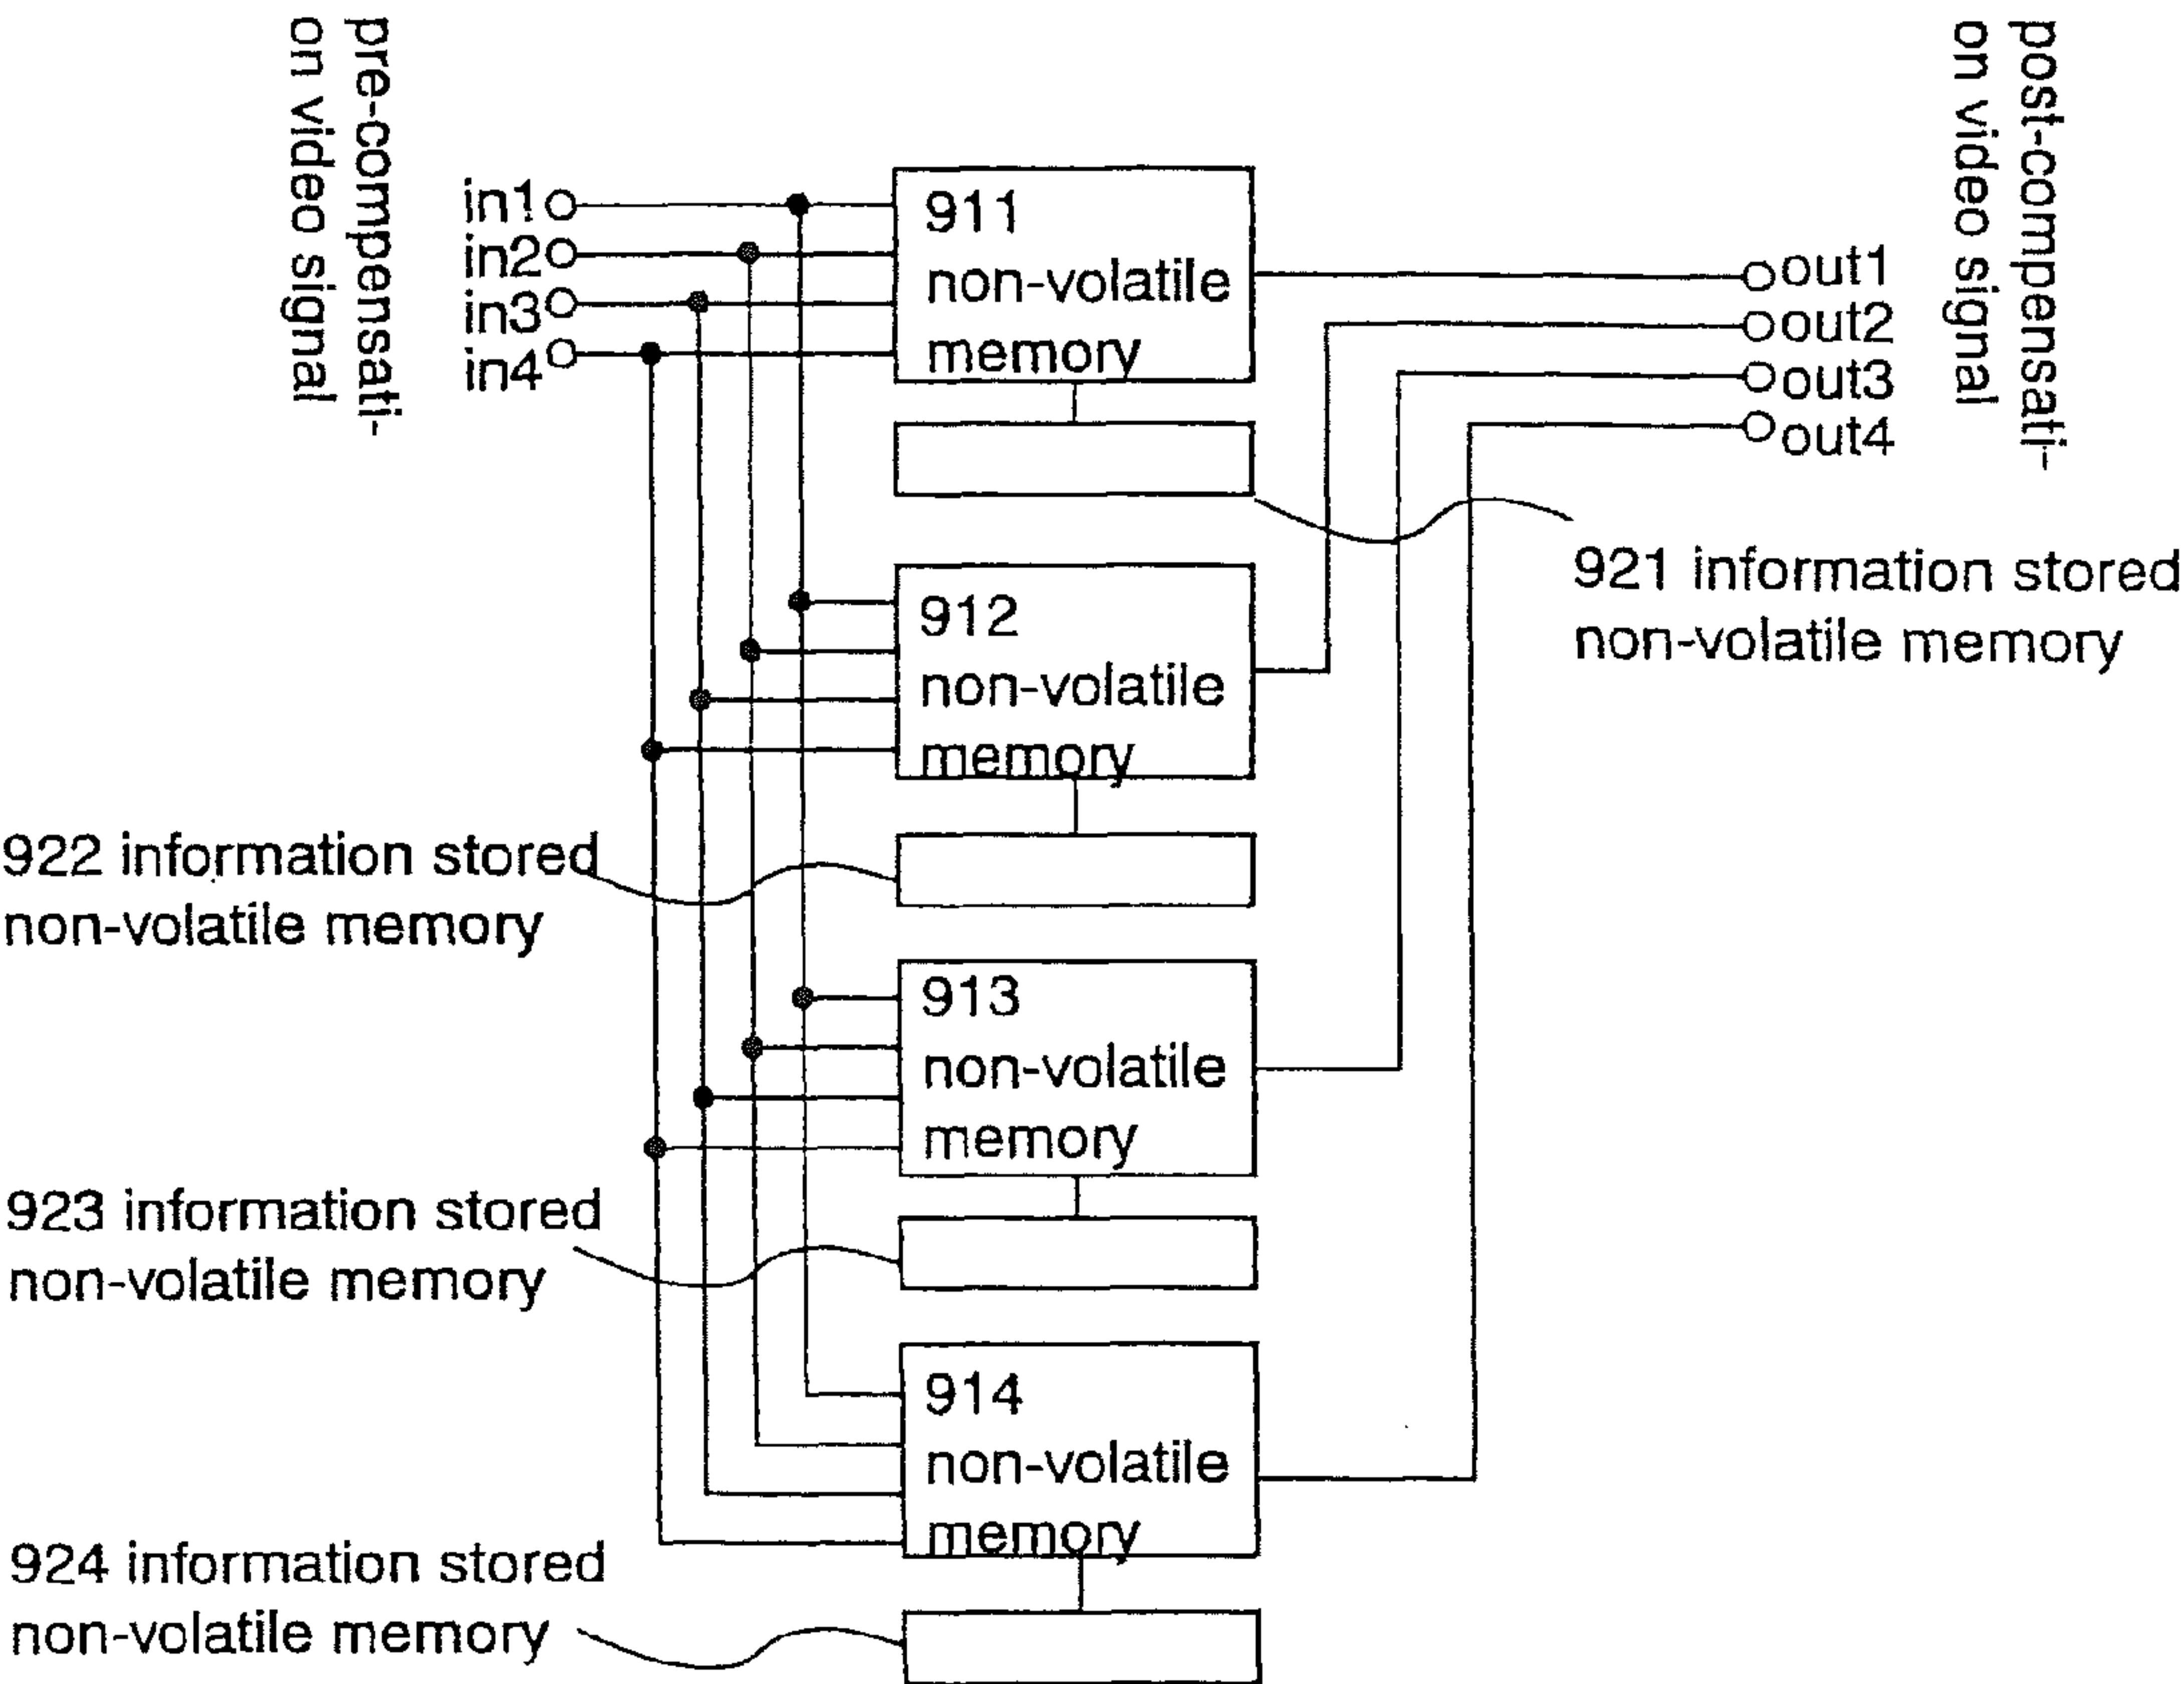 pre-compensati-
on video signal
post-compensati-
on video signal
in1
in2
in3
in4
911
non-volatile
memory
out1
out2
out3
out4
921 information stored
non-volatile memory
912
non-volatile
memory
922 information stored
non-volatile memory
913
non-volatile
memory
923 information stored
non-volatile memory
914
non-volatile
memory
924 information stored
non-volatile memory